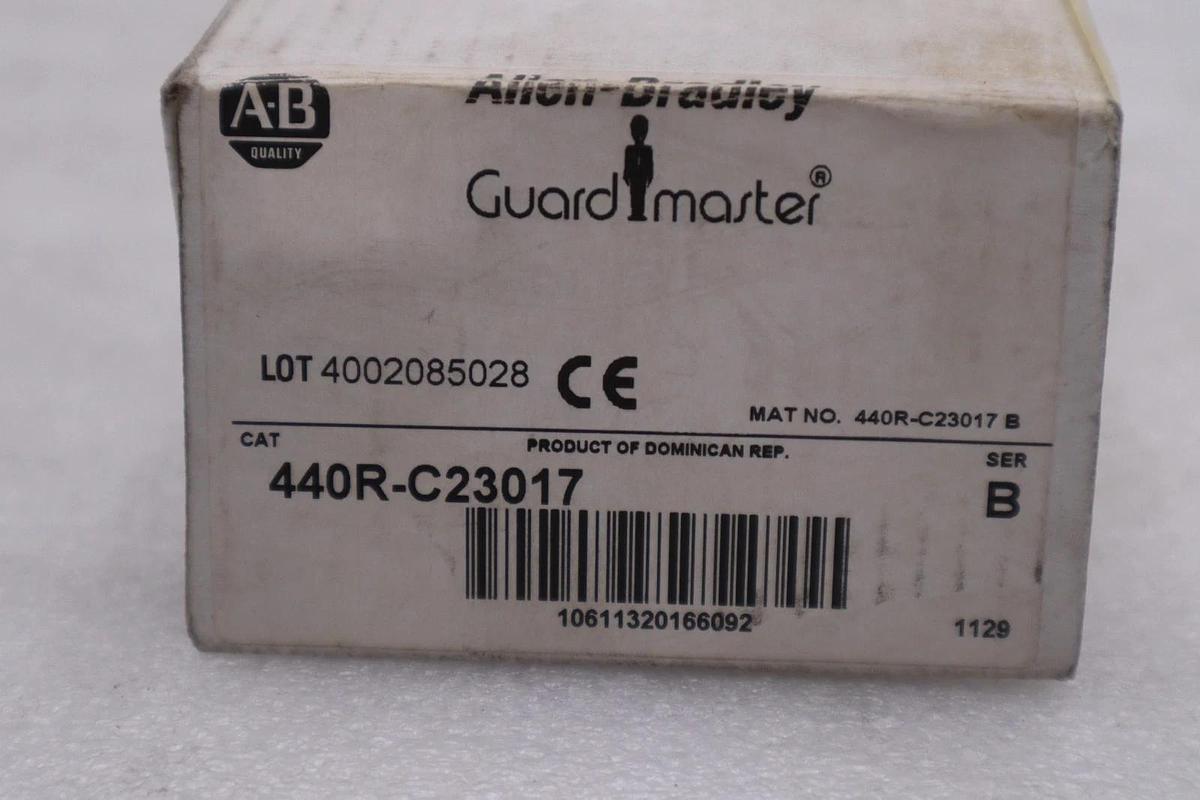 A-B
QUALITY
Allen-Bradley
Guardmaster®
LOT 4002085028 CE
MAT NO. 440R-C23017 B
CAT
PRODUCT OF DOMINICAN REP.
SER
440R-C23017
B
10611320166092
1129